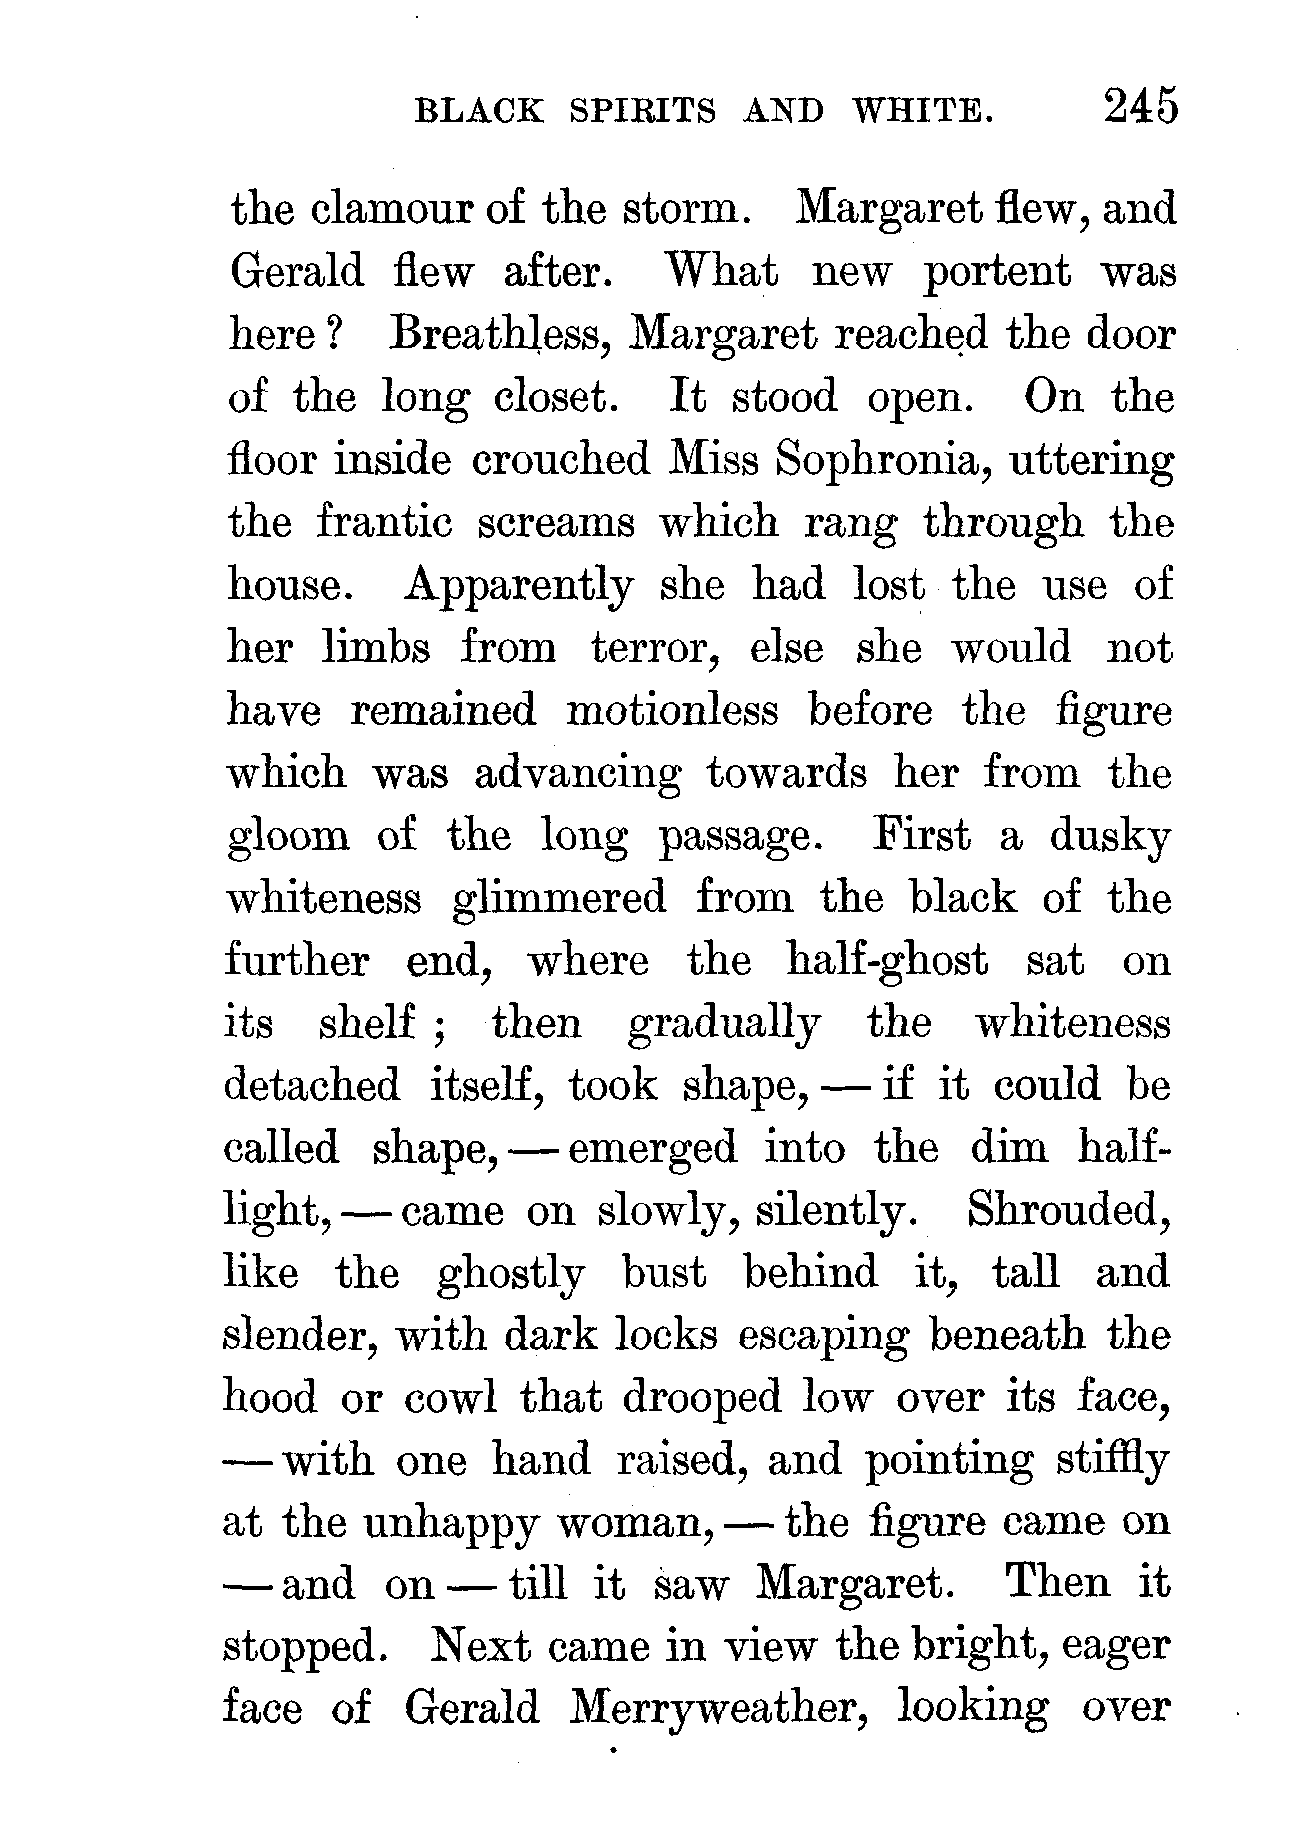 BLACK SPIRITS AND WHITE. 245
the clamour of the storm. Margaret flew, and
Gerald flew after. What new portent was
here? Breathless, Margaret reached the door
of the long closet. It stood open. On the
floor inside crouched Miss Sophronia, uttering
the frantic screams which rang through the
house. Apparently she had lost the use of
her limbs from terror, else she would not
have remained motionless before the figure
which was advancing towards her from the
gloom of the long passage. First a dusky
whiteness glimmered from the black of the
further end, where the half-ghost sat on
its shelf; then gradually the whiteness
detached itself, took shape, — if it could be
called shape, — emerged into the dim half-
light, — came on slowly, silently. Shrouded,
like the ghostly bust behind it, tall and
slender, with dark locks escaping beneath the
hood or cowl that drooped low over its face,
— with one hand raised, and pointing stiffly
at the unhappy woman, — the figure came on
— and on — till it saw Margaret. Then it
stopped. Next came in view the bright, eager
face of Gerald Merryweather, looking over